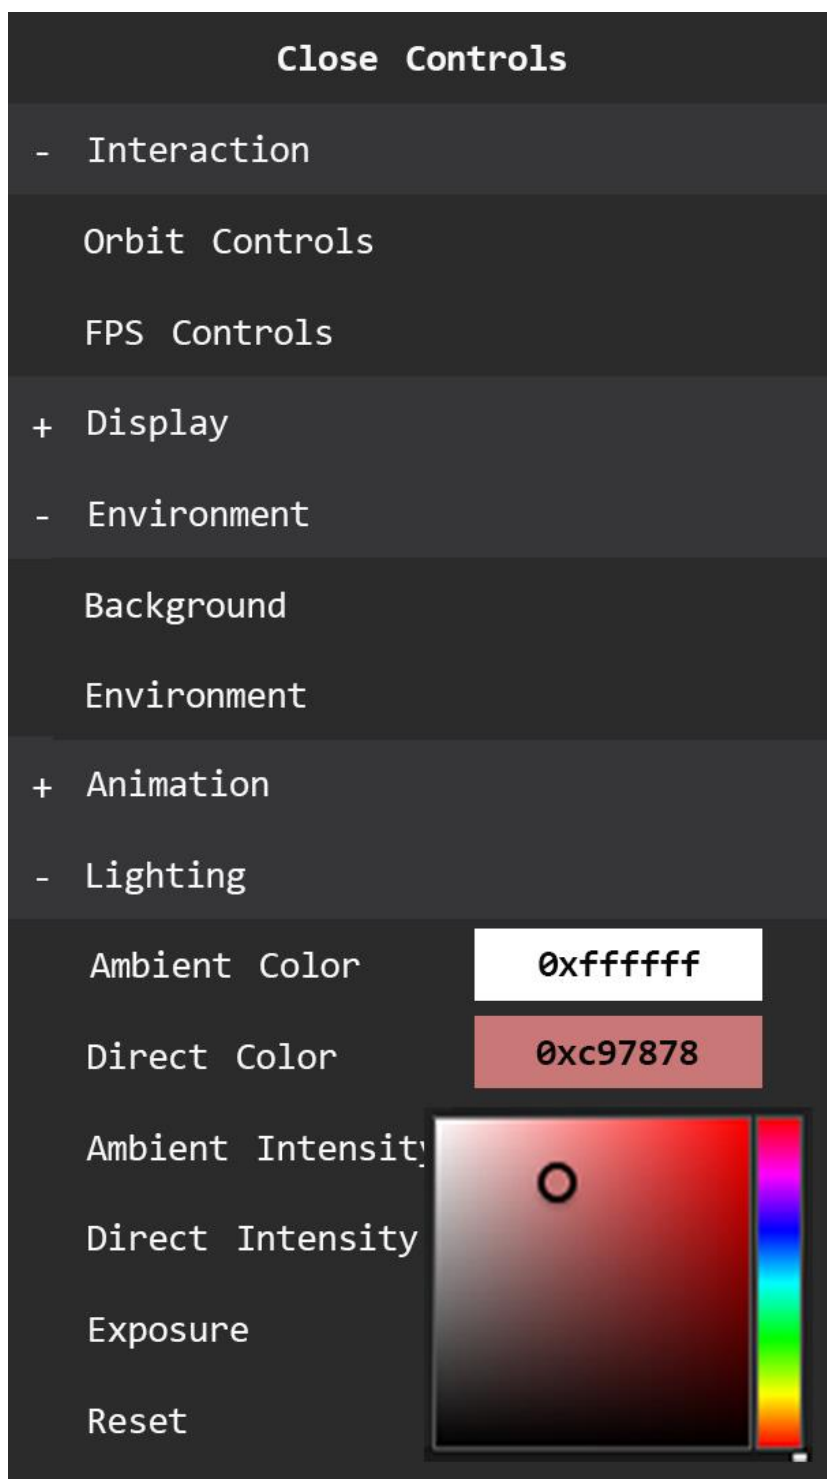 Close Controls
- Interaction
Orbit Controls
FPS Controls
+ Display
- Environment
Background
Environment
+ Animation
- Lighting
Ambient Color 0xffffff
Direct Color 0xc97878
Ambient Intensity
Direct Intensity
Exposure
Reset